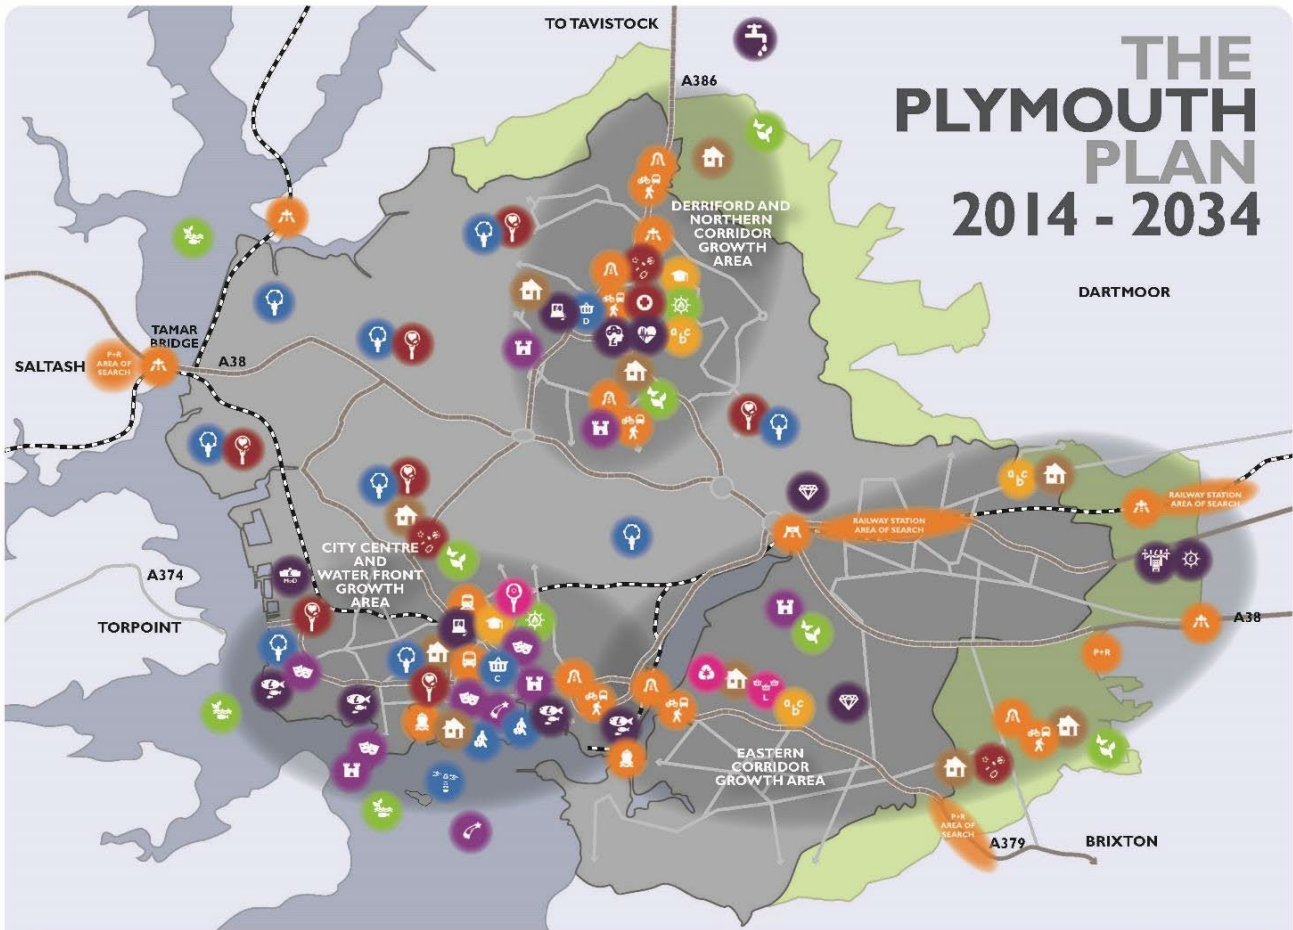 THE
PLYMOUTH
PLAN
2014 - 2034
TO TAVISTOCK
A386
DERRIFORD AND
NORTHERN
CORRIDOR
GROWTH
AREA
DARTMOOR
TAMAR
BRIDGE
SALTASH
P+R
AREA OF
SEARCH
A38
D
£
a b c
a b c
RAILWAY STATION
AREA OF SEARCH
RAILWAY STATION
AREA OF SEARCH
CITY CENTRE
AND
WATER FRONT
GROWTH
AREA
MoD
A374
TORPOINT
A38
P+R
C
L
a b c
EASTERN
CORRIDOR
GROWTH AREA
P+R
AREA OF
SEARCH
A379
BRIXTON